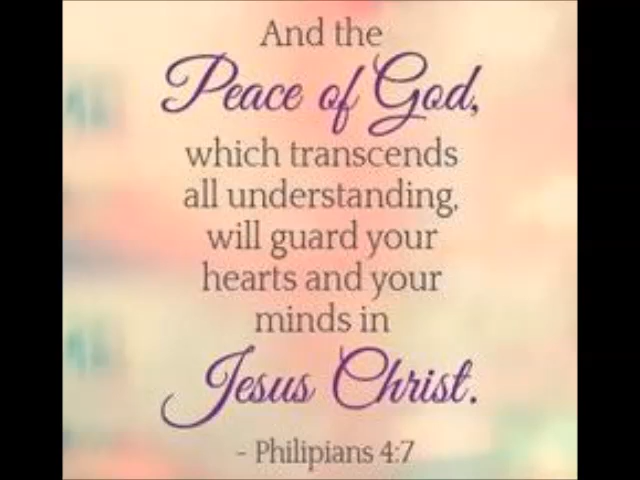 And the
Peace of God,
which transcends
all understanding,
will guard your
hearts and your
minds in
Jesus Christ.
- Philipians 4:7